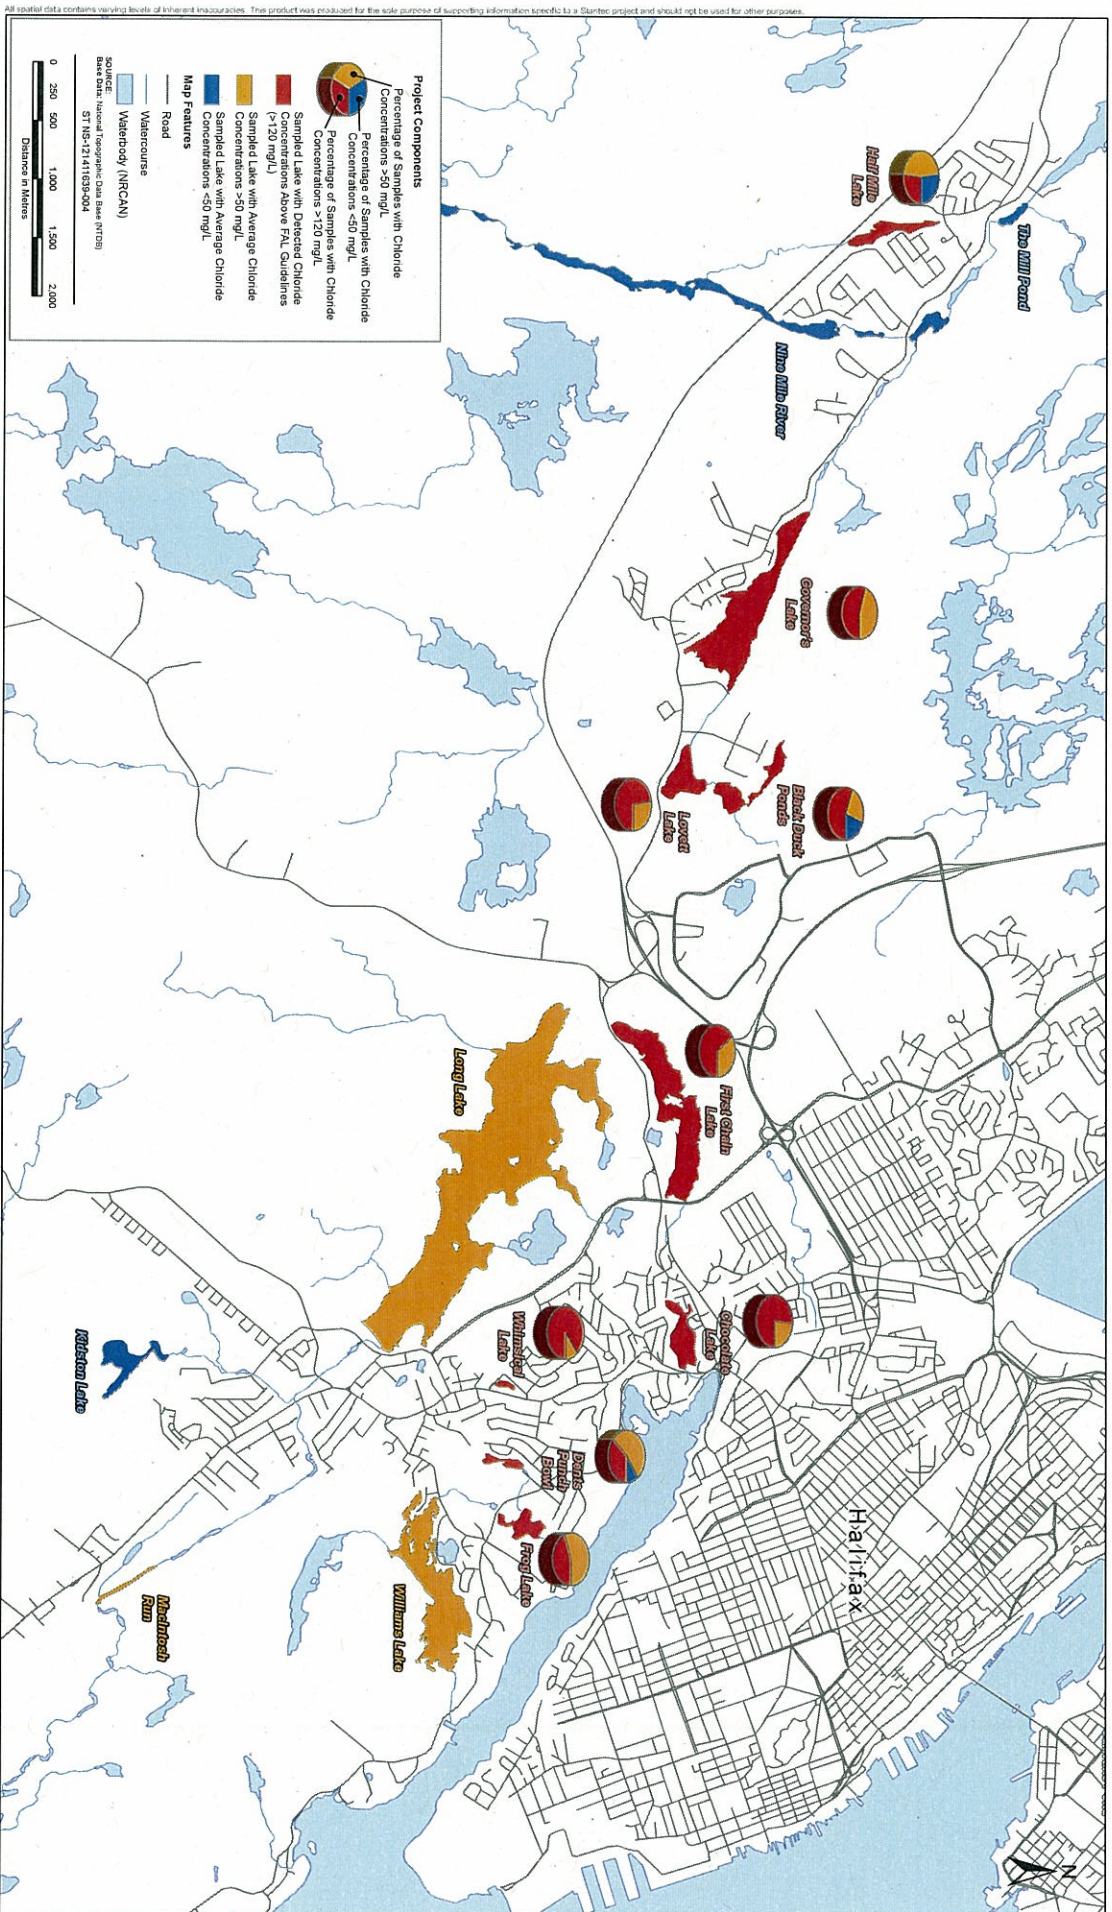 All spatial data contains varying levels of inherent inaccuracies. This product was produced for the sole purpose of supporting information specific to a Stantec project and should not be used for other purposes.
Half Mile
Lake
The Mill Pond
Nine Mile River
Governor's
Lake
Black Duck
Ponds
Lovett
Lake
First Chain
Lake
Long Lake
Chocolate
Lake
Whimsical
Lake
Kidston Lake
Dents
Punch
Bowl
Frog Lake
Williams Lake
MacIntosh
Run
Halifax
N
Project Components
Percentage of Samples with Chloride
Concentrations >50 mg/L
Percentage of Samples with Chloride
Concentrations <50 mg/L
Percentage of Samples with Chloride
Concentrations >120 mg/L
Sampled Lake with Detected Chloride
Concentrations Above FAL Guidelines
(>120 mg/L)
Sampled Lake with Average Chloride
Concentrations >50 mg/L
Sampled Lake with Average Chloride
Concentrations <50 mg/L
Map Features
Road
Watercourse
Waterbody (NRCAN)
SOURCE:
Base Data: National Topographic Data Base (NTDB)
ST NS-121411639-004
0 250 500 1,000 1,500 2,000
Distance in Metres